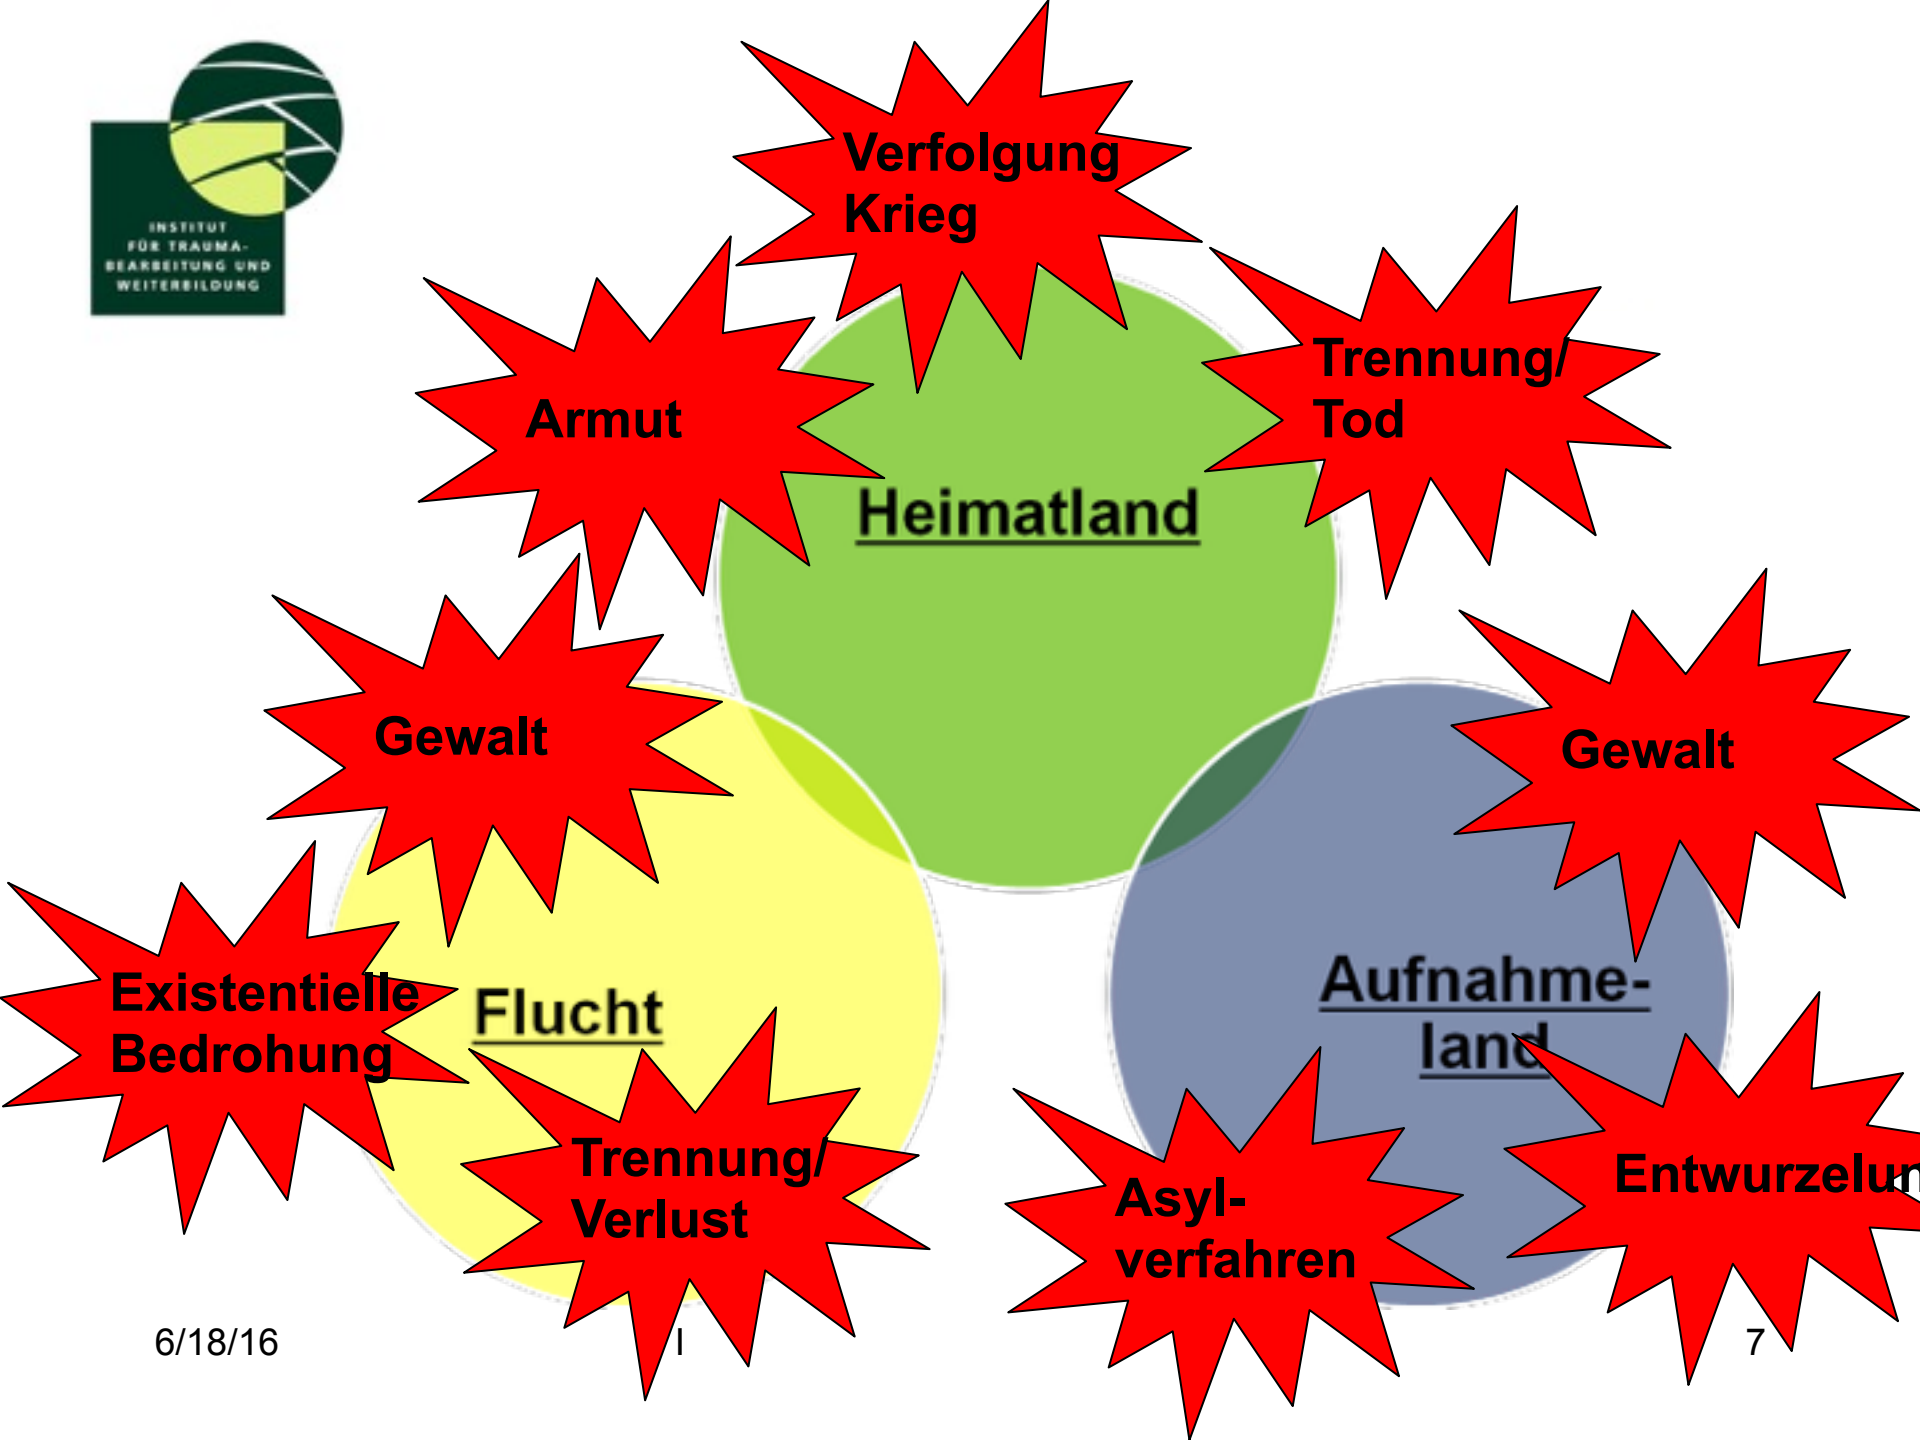 INSTITUT
FÜR TRAUMA-
BEARBEITUNG UND
WEITERBILDUNG
Verfolgung
Krieg
Armut
Trennung/
Tod
Heimatland
Gewalt
Gewalt
Existentielle
Bedrohung
Flucht
Aufnahme-
land
Trennung/
Verlust
Asyl-
verfahren
Entwurzelun
6/18/16
I
7